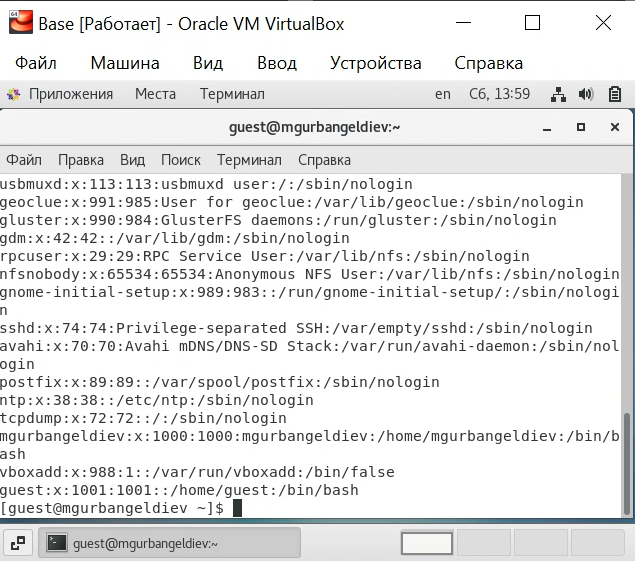 64
Base [Работает] - Oracle VM VirtualBox
Файл Машина Вид Ввод Устройства Справка
Приложения Места Терминал en Сб, 13:59
guest@mgurbangeldiev:~
Файл Правка Вид Поиск Терминал Справка
usbmuxd:x:113:113:usbmuxd user:/:/sbin/nologin
geoclue:x:991:985:User for geoclue:/var/lib/geoclue:/sbin/nologin
gluster:x:990:984:GlusterFS daemons:/run/gluster:/sbin/nologin
gdm:x:42:42::/var/lib/gdm:/sbin/nologin
rpcuser:x:29:29:RPC Service User:/var/lib/nfs:/sbin/nologin
nfsnobody:x:65534:65534:Anonymous NFS User:/var/lib/nfs:/sbin/nologin
gnome-initial-setup:x:989:983::/run/gnome-initial-setup/:/sbin/nologi
n
sshd:x:74:74:Privilege-separated SSH:/var/empty/sshd:/sbin/nologin
avahi:x:70:70:Avahi mDNS/DNS-SD Stack:/var/run/avahi-daemon:/sbin/nol
ogin
postfix:x:89:89::/var/spool/postfix:/sbin/nologin
ntp:x:38:38::/etc/ntp:/sbin/nologin
tcpdump:x:72:72::/:/sbin/nologin
mgurbangeldiev:x:1000:1000:mgurbangeldiev:/home/mgurbangeldiev:/bin/b
ash
vboxadd:x:988:1::/var/run/vboxadd:/bin/false
guest:x:1001:1001::/home/guest:/bin/bash
[guest@mgurbangeldiev ~]$
guest@mgurbangeldiev:~